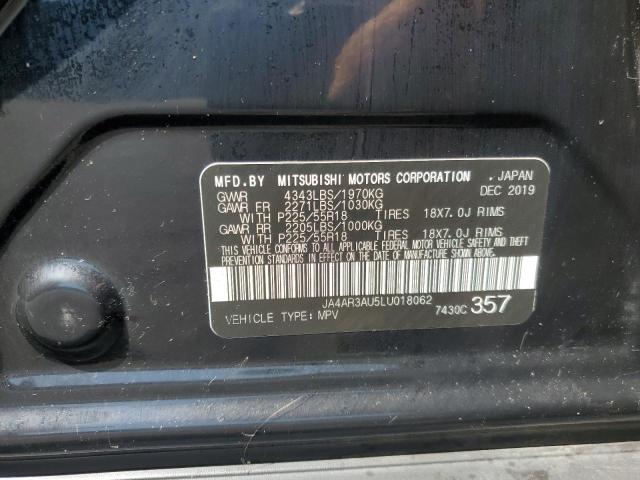 MFD.BY MITSUBISHI MOTORS CORPORATION , JAPAN
GVWR 4343LBS/1970KG DEC 2019
GAWR FR 2271LBS/1030KG
WITH P225/55R18 TIRES 18X7.0J RIMS
GAWR RR 2205LBS/1000KG
WITH P225/55R18 TIRES 18X7.0J RIMS
THIS VEHICLE CONFORMS TO ALL APPLICABLE FEDERAL MOTOR VEHICLE SAFETY AND THEFT
PREVENTION STANDARDS IN EFFECT ON THE DATE OF MANUFACTURE SHOWN ABOVE.
JA4AR3AU5LU018062
VEHICLE TYPE: MPV 7430C 357